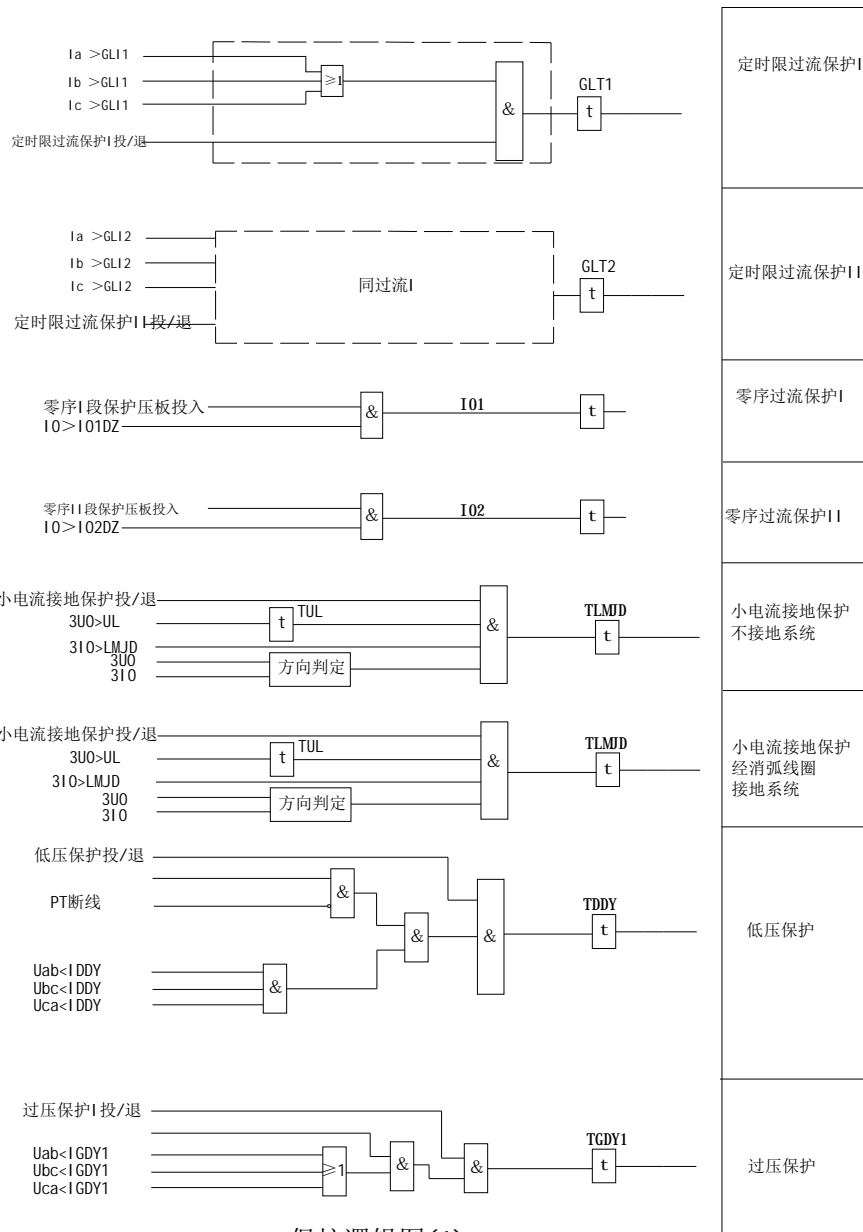 Ia >GLI1
Ib >GLI1
Ic >GLI1
定时限过流保护I投/退
≥1
&
GLT1
t
定时限过流保护I
Ia >GLI2
Ib >GLI2
Ic >GLI2
定时限过流保护II投/退
同过流I
GLT2
t
定时限过流保护II
零序I段保护压板投入
I0>I01DZ
&
I01
t
零序过流保护I
零序II段保护压板投入
I0>I02DZ
&
I02
t
零序过流保护II
小电流接地保护投/退
3U0>UL
3I0>LMJD
3U0
3I0
t
TUL
方向判定
&
TLMJD
t
小电流接地保护
不接地系统
小电流接地保护投/退
3U0>UL
3I0>LMJD
3U0
3I0
t
TUL
方向判定
&
TLMJD
t
小电流接地保护
经消弧线圈
接地系统
低压保护投/退
PT断线
&
Uab<IDDY
Ubc<IDDY
Uca<IDDY
&
&
&
TDDY
t
低压保护
过压保护I投/退
Uab<IGDY1
Ubc<IGDY1
Uca<IGDY1
≥1
&
&
TGDY1
t
过压保护